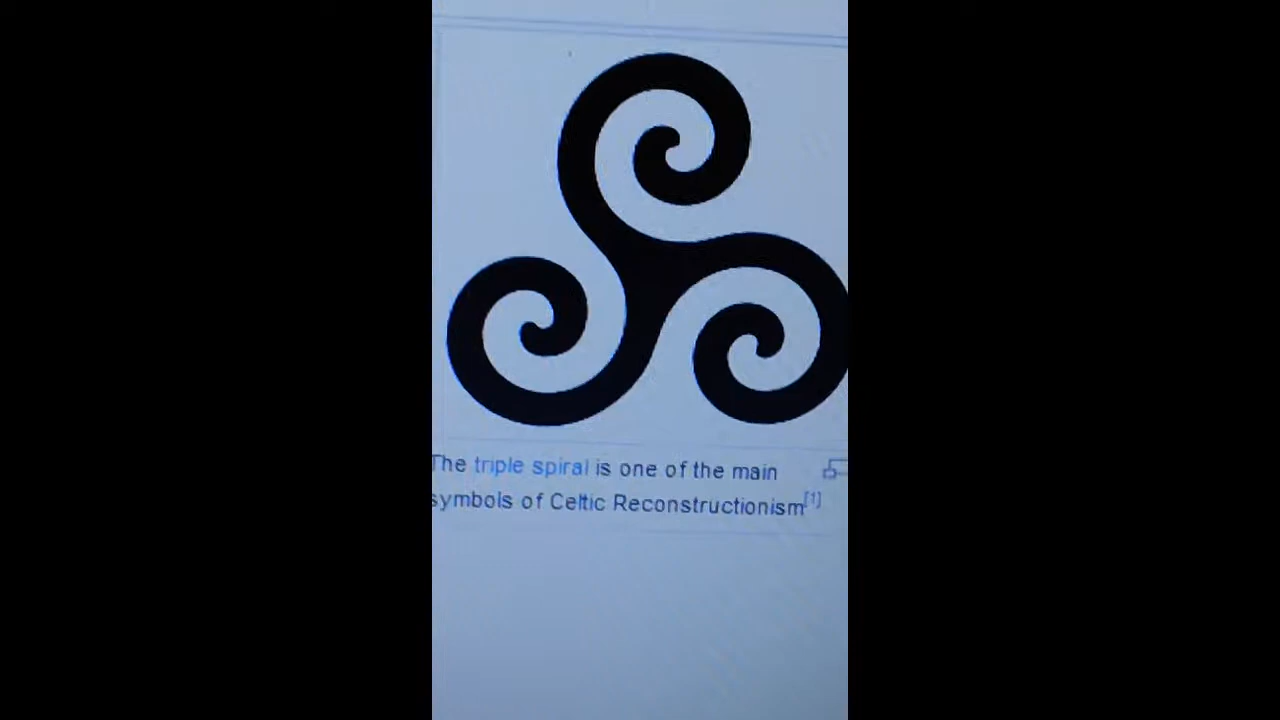 The triple spiral is one of the main
symbols of Celtic Reconstructionism[1]